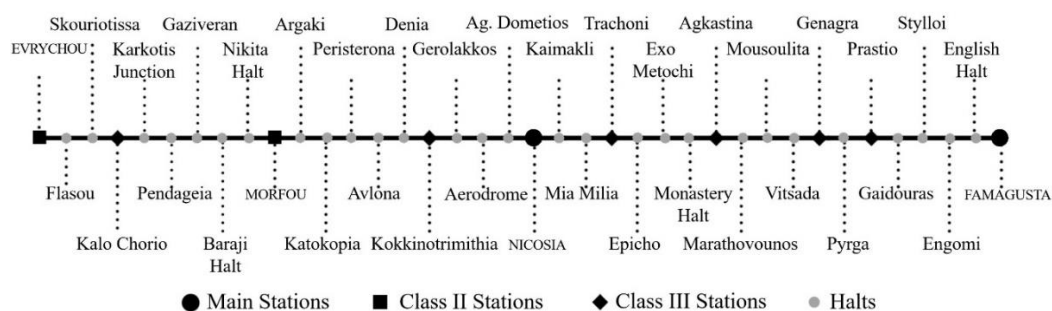 Skouriotissa Gaziveran Argaki Denia Ag. Dometios Trachoni Agkastina Genagra Stylloi
EVRYCHOU Karkotis Junction Nikita Halt Peristerona Gerolakkos Kaimakli Exo Metochi Mousoulita Prastio English Halt
Flasou Pendageia MORFOU Avlona Aerodrome Mia Milia Monastery Halt Vitsada Gaidouras FAMAGUSTA
Kalo Chorio Baraji Halt Katokopia Kokkinotrimithia NICOSIA Epicho Marathovounos Pyrga Engomi
Main Stations Class II Stations Class III Stations Halts